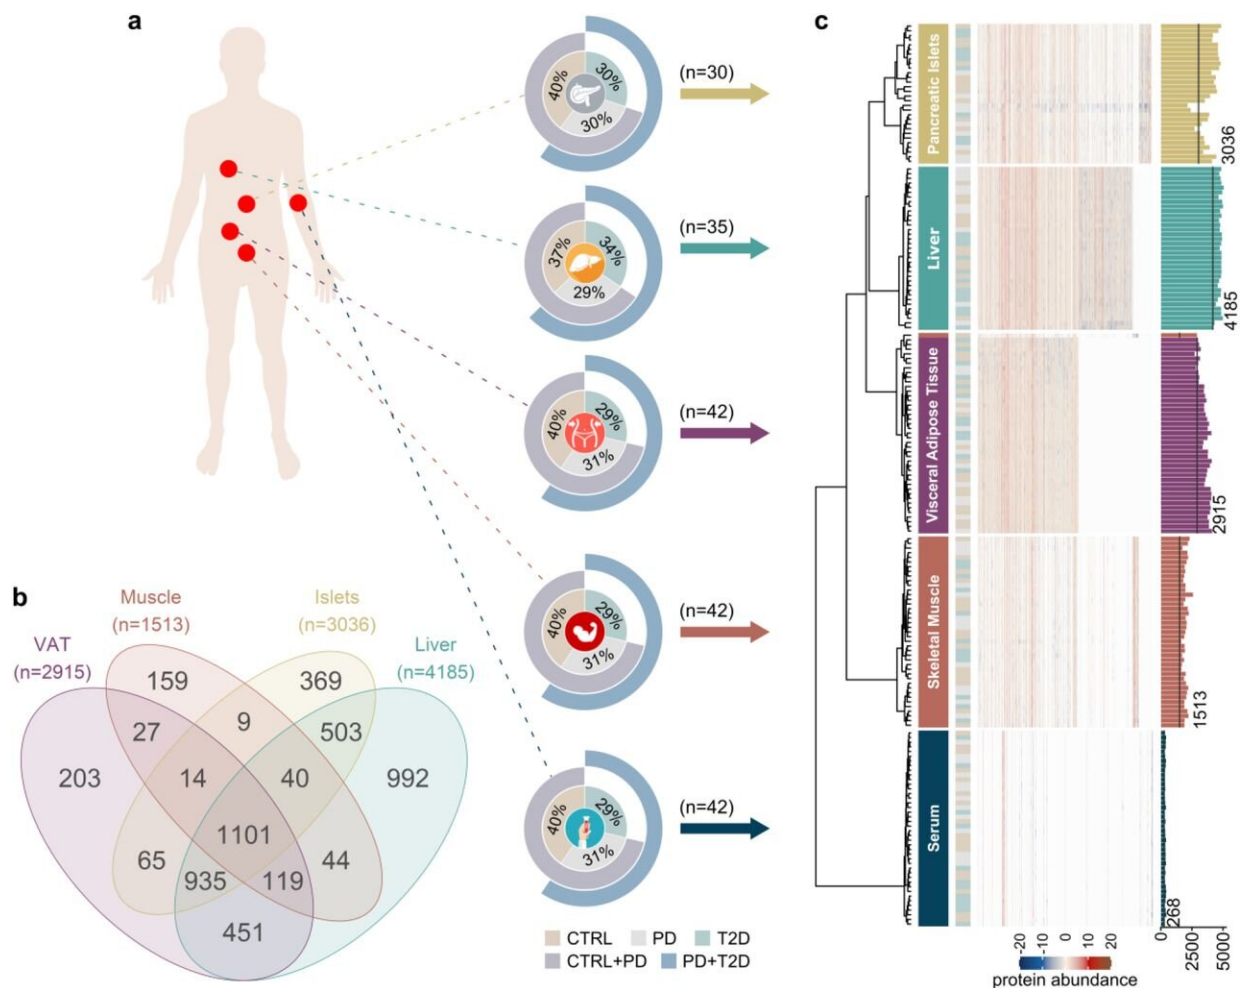 a
40%
30%
30%
(n=30)
37%
34%
29%
(n=35)
40%
29%
31%
(n=42)
40%
29%
31%
(n=42)
40%
29%
31%
(n=42)
CTRL PD T2D
CTRL+PD PD+T2D
b
Muscle
(n=1513)
Islets
(n=3036)
VAT
(n=2915)
Liver
(n=4185)
159
369
27
9
503
203
14
40
992
1101
65
935
119
44
451
c
Pancreatic Islets
3036
Liver
4185
Visceral Adipose Tissue
2915
Skeletal Muscle
1513
Serum
268
-20 -10 0 10 20
protein abundance
0 2500 5000